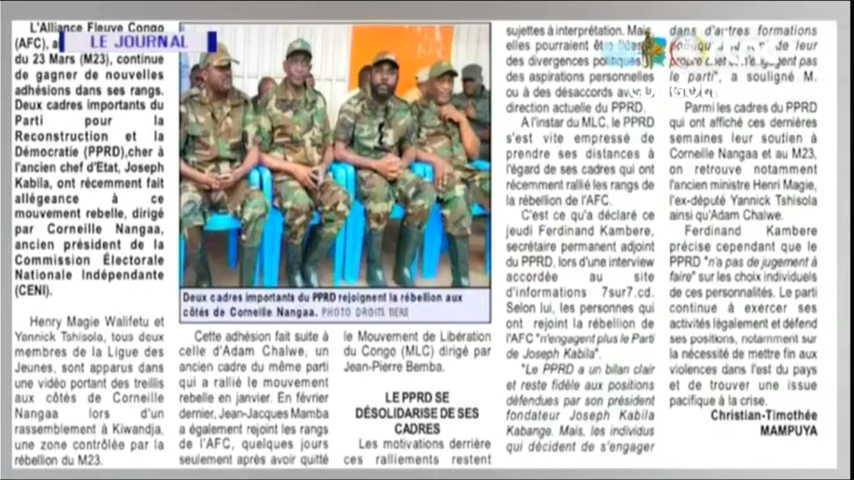 L'Alliance Fleuve Congo
(AFC), a
LE JOURNAL
du 23 Mars (M23), continue
de gagner de nouvelles
adhésions dans ses rangs.
Deux cadres importants du
Parti pour la
Reconstruction et la
Démocratie (PPRD),cher à
l'ancien chef d'Etat, Joseph
Kabila, ont récemment fait
allégeance à ce
mouvement rebelle, dirigé
par Corneille Nangaa,
ancien président de la
Commission Électorale
Nationale Indépendante
(CENI).
Henry Magie Walifetu et
Yannick Tshisola, tous deux
membres de la Ligue des
Jeunes, sont apparus dans
une vidéo portant des treillis
aux côtés de Corneille
Nangaa lors d'un
rassemblement à Kiwandja,
une zone contrôlée par la
rébellion du M23.
Deux cadres importants du PPRD rejoignent la rébellion aux
côtés de Corneille Nangaa. PHOTO DROITS TIERS
Cette adhésion fait suite à
celle d'Adam Chalwe, un
ancien cadre du même parti
qui a rallié le mouvement
rebelle en janvier. En février
dernier, Jean-Jacques Mamba
a également rejoint les rangs
de l'AFC, quelques jours
seulement après avoir quitté
le Mouvement de Libération
du Congo (MLC) dirigé par
Jean-Pierre Bemba.
LE PPRD SE
DÉSOLIDARISE DE SES
CADRES
Les motivations derrière
ces ralliements restent
sujettes à interprétation. Mais
elles pourraient être
des divergences politiques
des aspirations personnelles
ou à des désaccords avec
direction actuelle du PPRD.
A l'instar du MLC, le PPRD
s'est vite empressé de
prendre ses distances à
l'égard de ses cadres qui ont
récemment rallié les rangs de
la rébellion de l'AFC.
C'est ce qu'a déclaré ce
jeudi Ferdinand Kambere,
secrétaire permanent adjoint
du PPRD, lors d'une interview
accordée au site
d'informations 7sur7.cd.
Selon lui, les personnes qui
ont rejoint la rébellion de
l'AFC "n'engagent plus le Parti
de Joseph Kabila".
"Le PPRD a un bilan clair
et reste fidèle aux positions
défendues par son président
fondateur Joseph Kabila
Kabange. Mais, les individus
qui décident de s'engager
dans d'autres formations
de leur
propre chef et n'engagent pas
le parti", a souligné M.
Parmi les cadres du PPRD
qui ont affiché ces dernières
semaines leur soutien à
Corneille Nangaa et au M23,
on retrouve notamment
l'ancien ministre Henri Magie,
l'ex-député Yannick Tshisola
ainsi qu'Adam Chalwe.
Ferdinand Kambere
précise cependant que le
PPRD "n'a pas de jugement à
faire" sur les choix individuels
de ces personnalités. Le parti
continue à exercer ses
activités légalement et défend
ses positions, notamment sur
la nécessité de mettre fin aux
violences dans l'est du pays
et de trouver une issue
pacifique à la crise.
Christian-Timothée
MAMPUYA